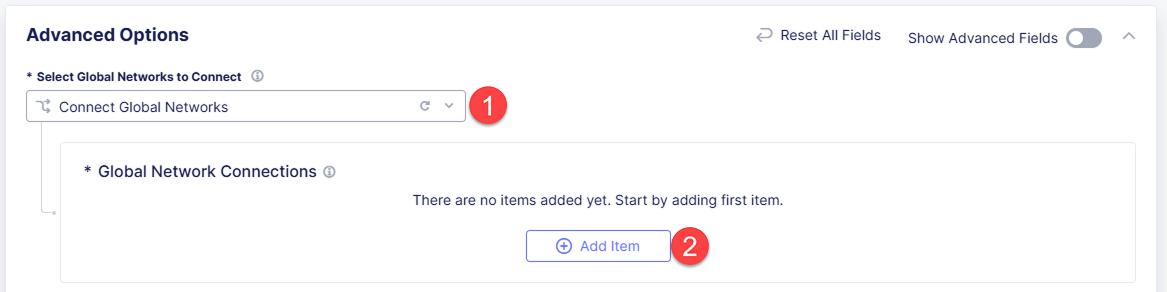 Advanced Options
Reset All Fields
Show Advanced Fields
* Select Global Networks to Connect
Connect Global Networks
1
* Global Network Connections
There are no items added yet. Start by adding first item.
Add Item
2